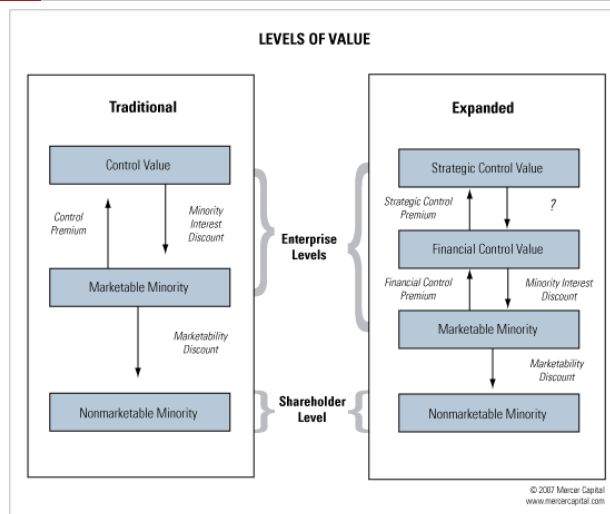 LEVELS OF VALUE
Traditional
Control Value
Control
Premium
Minority
Interest
Discount
Marketable Minority
Marketability
Discount
Nonmarketable Minority
Enterprise
Levels
Shareholder
Level
Expanded
Strategic Control Value
Strategic Control
Premium
?
Financial Control Value
Financial Control
Premium
Minority Interest
Discount
Marketable Minority
Marketability
Discount
Nonmarketable Minority
© 2007 Mercer Capital
www.mercercapital.com